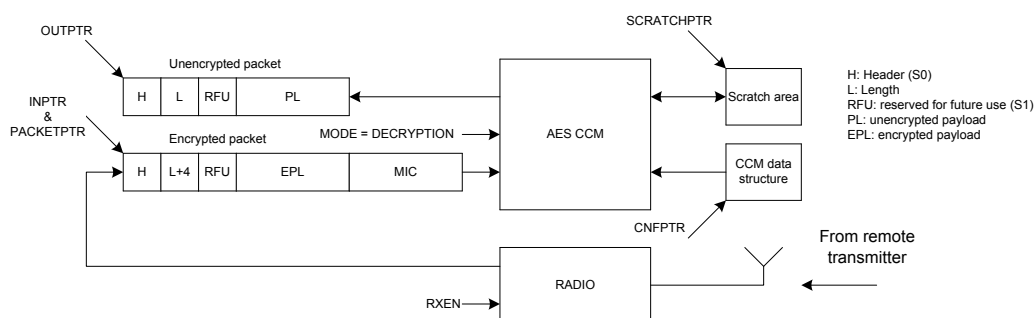 SCRATCHPTR
OUTPTR
Unencrypted packet
H L RFU PL
Scratch area
H: Header (S0)
L: Length
RFU: reserved for future use (S1)
PL: unencrypted payload
EPL: encrypted payload
INPTR
&
PACKETPTR
MODE = DECRYPTION
AES CCM
Encrypted packet
H L+4 RFU EPL MIC
CCM data
structure
CNFPTR
From remote
transmitter
RADIO
RXEN